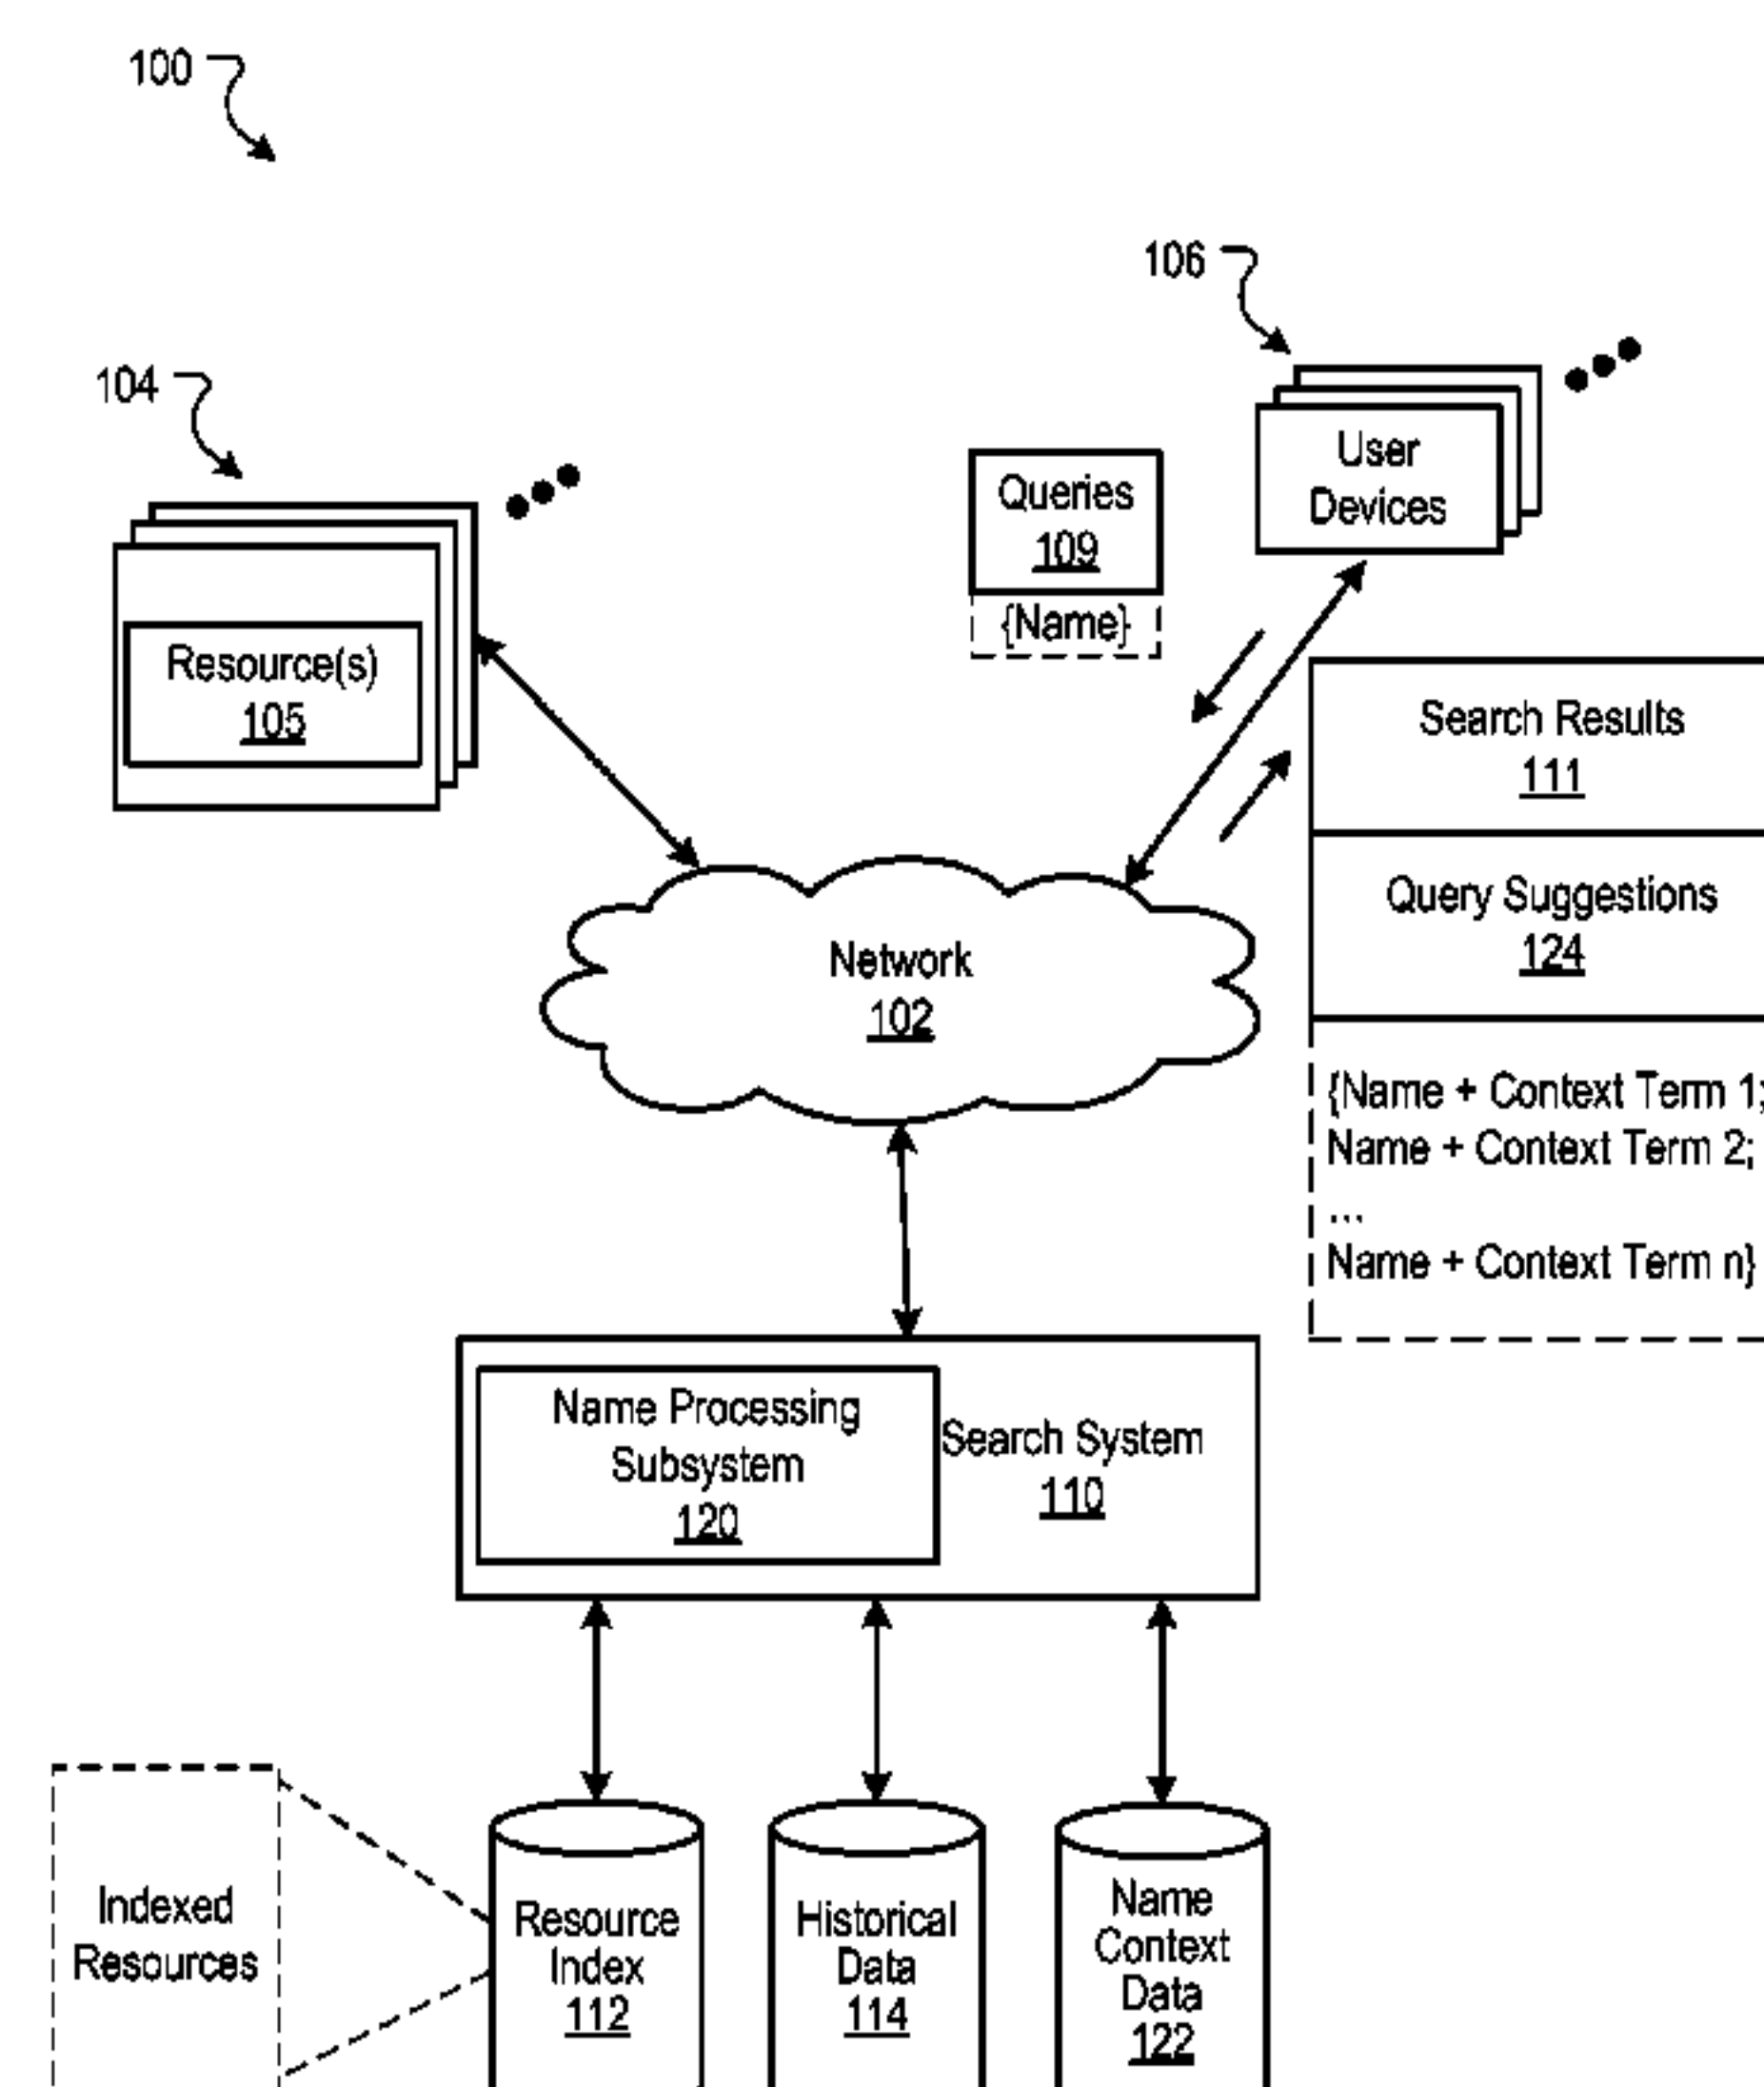 100
106
104
User
Devices
Queries
109
{Name}
Resource(s)
105
Search Results
111
Query Suggestions
124
Network
102
{Name + Context Term 1;
Name + Context Term 2;
...
Name + Context Term n}
Name Processing
Subsystem
120
Search System
110
Indexed
Resources
Resource
Index
112
Historical
Data
114
Name
Context
Data
122